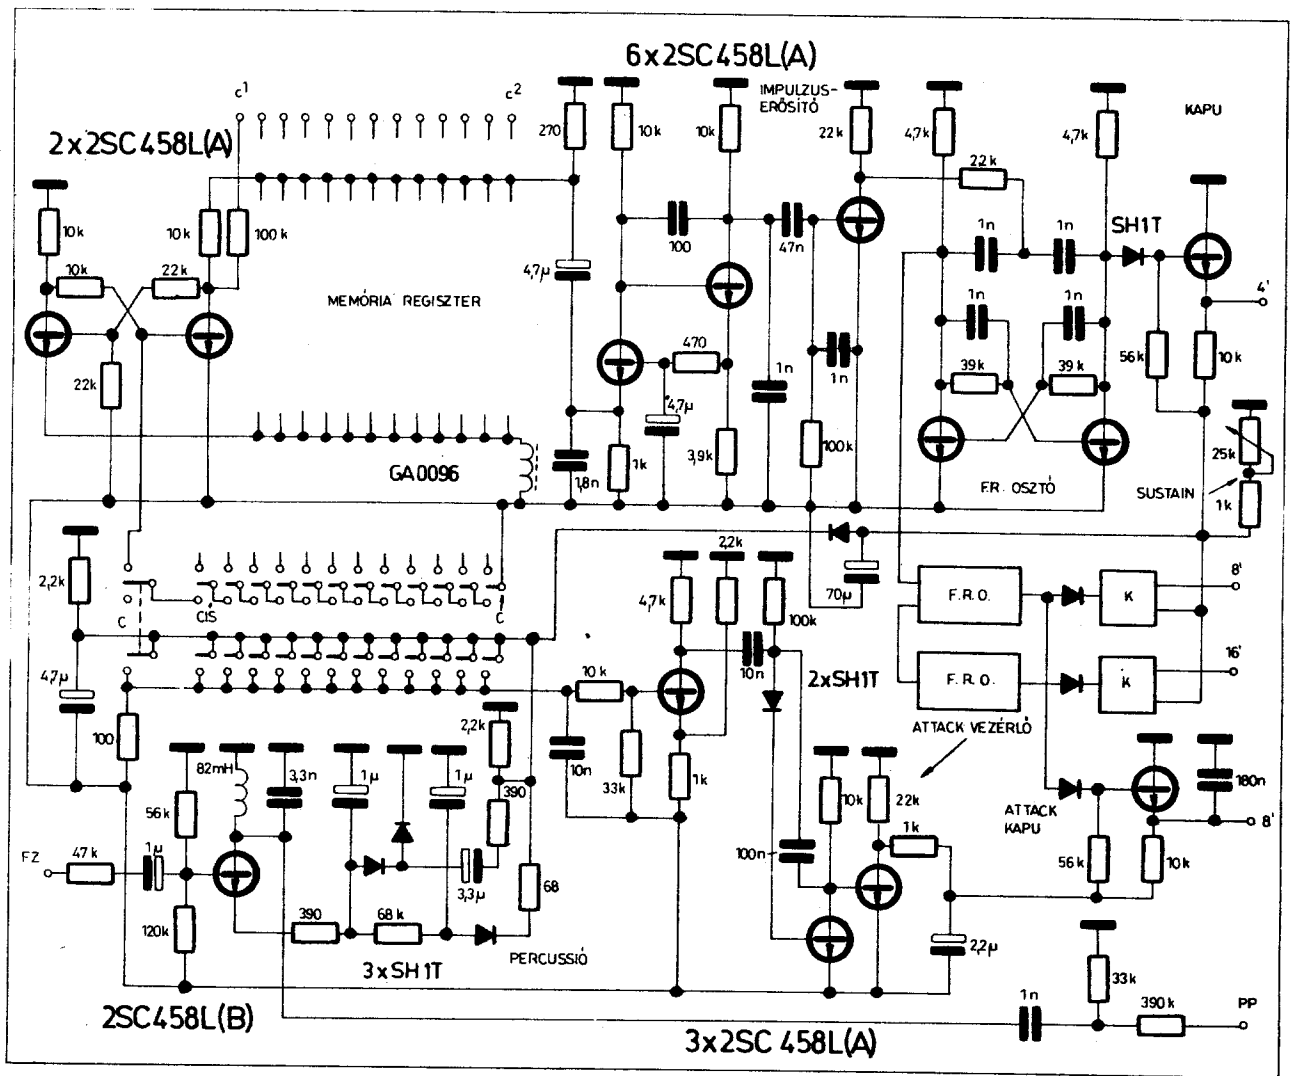 6x2SC458L(A)
c1
c2
IMPULZUS-
ERŐSÍTŐ
KAPU
2x2SC458L(A)
270
10k
10k
22k
4,7k
4,7k
22k
10k
10k
100k
100
47n
1n
1n
SH1T
10k
22k
4,7µ
MEMÓRIA REGISZTER
4'
1n
1n
470
1n
56k
10k
22k
39k
39k
1n
4,7µ
100k
3,9k
25k
GA0096
1k
1,8n
F.R. OSZTÓ
SUSTAIN
1k
2,2k
2,2k
8'
70µ
F.R.O.
K
4,7k
100k
C
CIS
C
10n
16'
4,7µ
10k
2xSH1T
F.R.O.
K
ATTACK VEZÉRLŐ
100
2,2k
82mH
3,3n
1µ
1µ
10n
33k
1k
180n
390
10k
22k
56k
ATTACK
KAPU
8'
1k
FZ
47k
1µ
100n
56k
10k
3,3µ
68
390
68k
120k
2,2µ
PERCUSSIÓ
3xSH1T
33k
1n
390k
PP
2SC458L(B)
3x2SC458L(A)